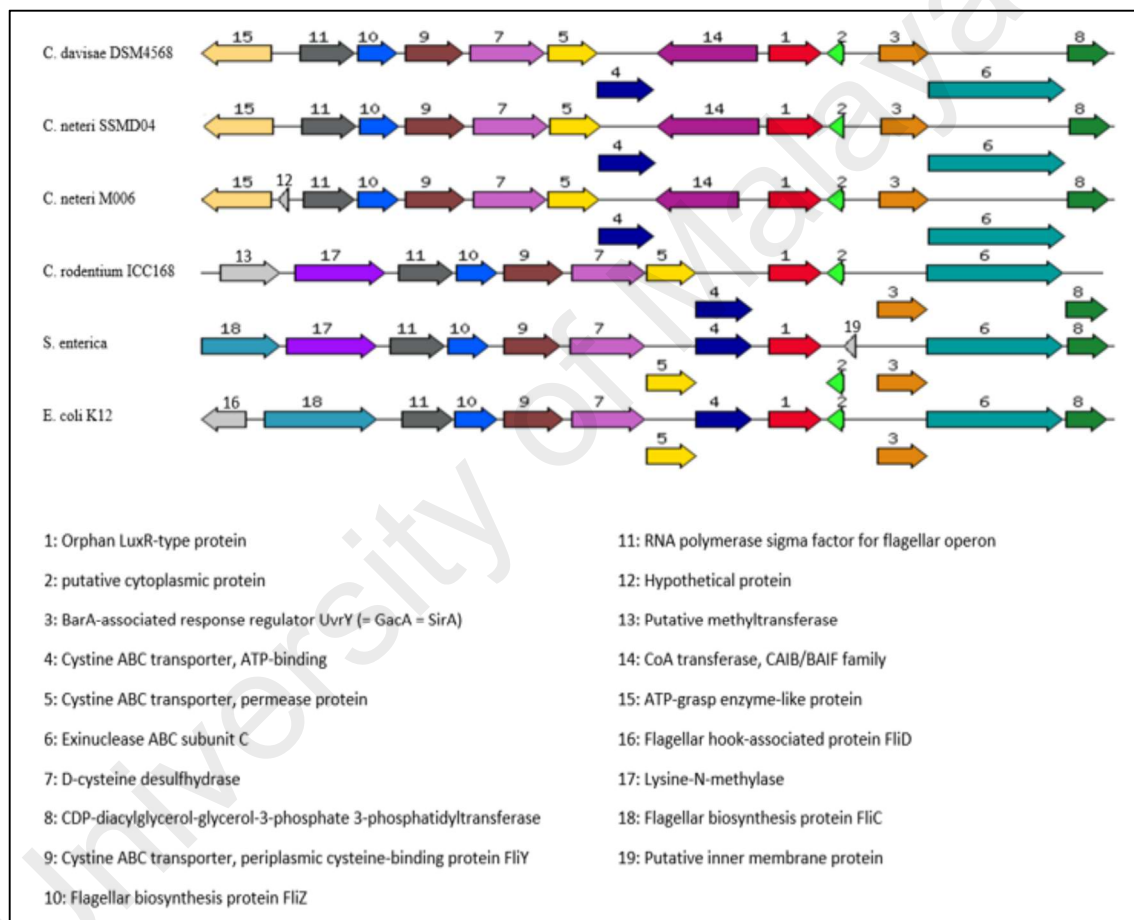 15 11 10 9 7 5 14 1 2 3 8
C. davisae DSM4568
4 6
15 11 10 9 7 5 14 1 2 3 8
C. neteri SSMD04
4 6
15 12 11 10 9 7 5 14 1 2 3 8
C. neteri M006
4 6
13 17 11 10 9 7 5 1 2 6
C. rodentium ICC168
4 3 8
18 17 11 10 9 7 4 1 19 6 8
S. enterica
5 2 3
16 18 11 10 9 7 4 1 2 6 8
E. coli K12
5 3
1: Orphan LuxR-type protein
2: putative cytoplasmic protein
3: BarA-associated response regulator UvrY (= GacA = SirA)
4: Cystine ABC transporter, ATP-binding
5: Cystine ABC transporter, permease protein
6: Exinuclease ABC subunit C
7: D-cysteine desulfhydrase
8: CDP-diacylglycerol-glycerol-3-phosphate 3-phosphatidyltransferase
9: Cystine ABC transporter, periplasmic cysteine-binding protein FliY
10: Flagellar biosynthesis protein FliZ
11: RNA polymerase sigma factor for flagellar operon
12: Hypothetical protein
13: Putative methyltransferase
14: CoA transferase, CAIB/BAIF family
15: ATP-grasp enzyme-like protein
16: Flagellar hook-associated protein FliD
17: Lysine-N-methylase
18: Flagellar biosynthesis protein FliC
19: Putative inner membrane protein
University of Malaya